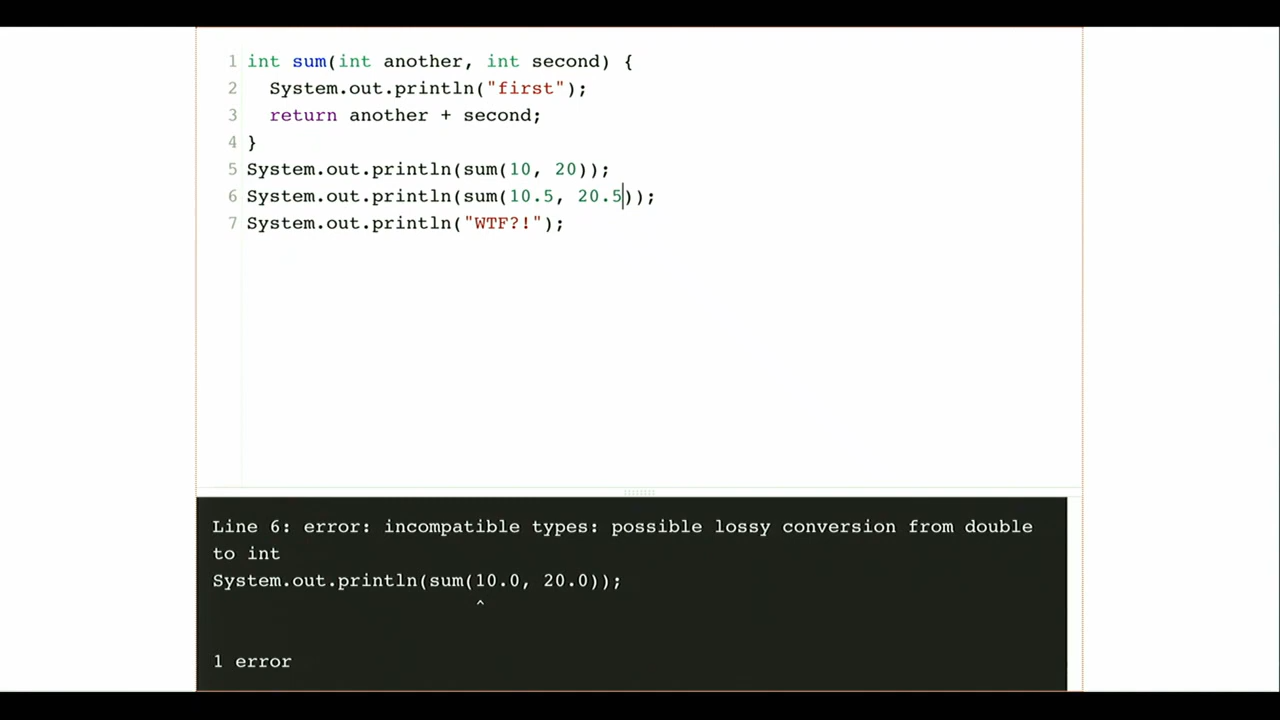 1 int sum(int another, int second) {
2   System.out.println("first");
3   return another + second;
4 }
5 System.out.println(sum(10, 20));
6 System.out.println(sum(10.5, 20.5));
7 System.out.println("WTF?!");
Line 6: error: incompatible types: possible lossy conversion from double
to int
System.out.println(sum(10.0, 20.0));
^
1 error